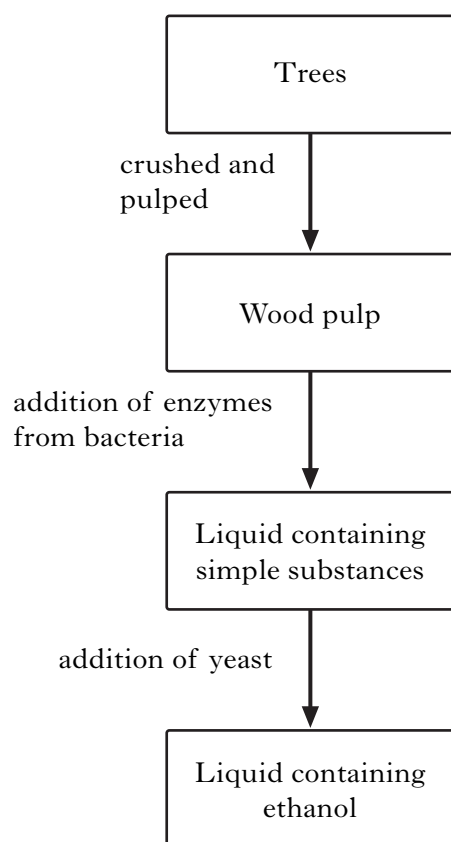 Trees
crushed and
pulped
Wood pulp
addition of enzymes
from bacteria
Liquid containing
simple substances
addition of yeast
Liquid containing
ethanol